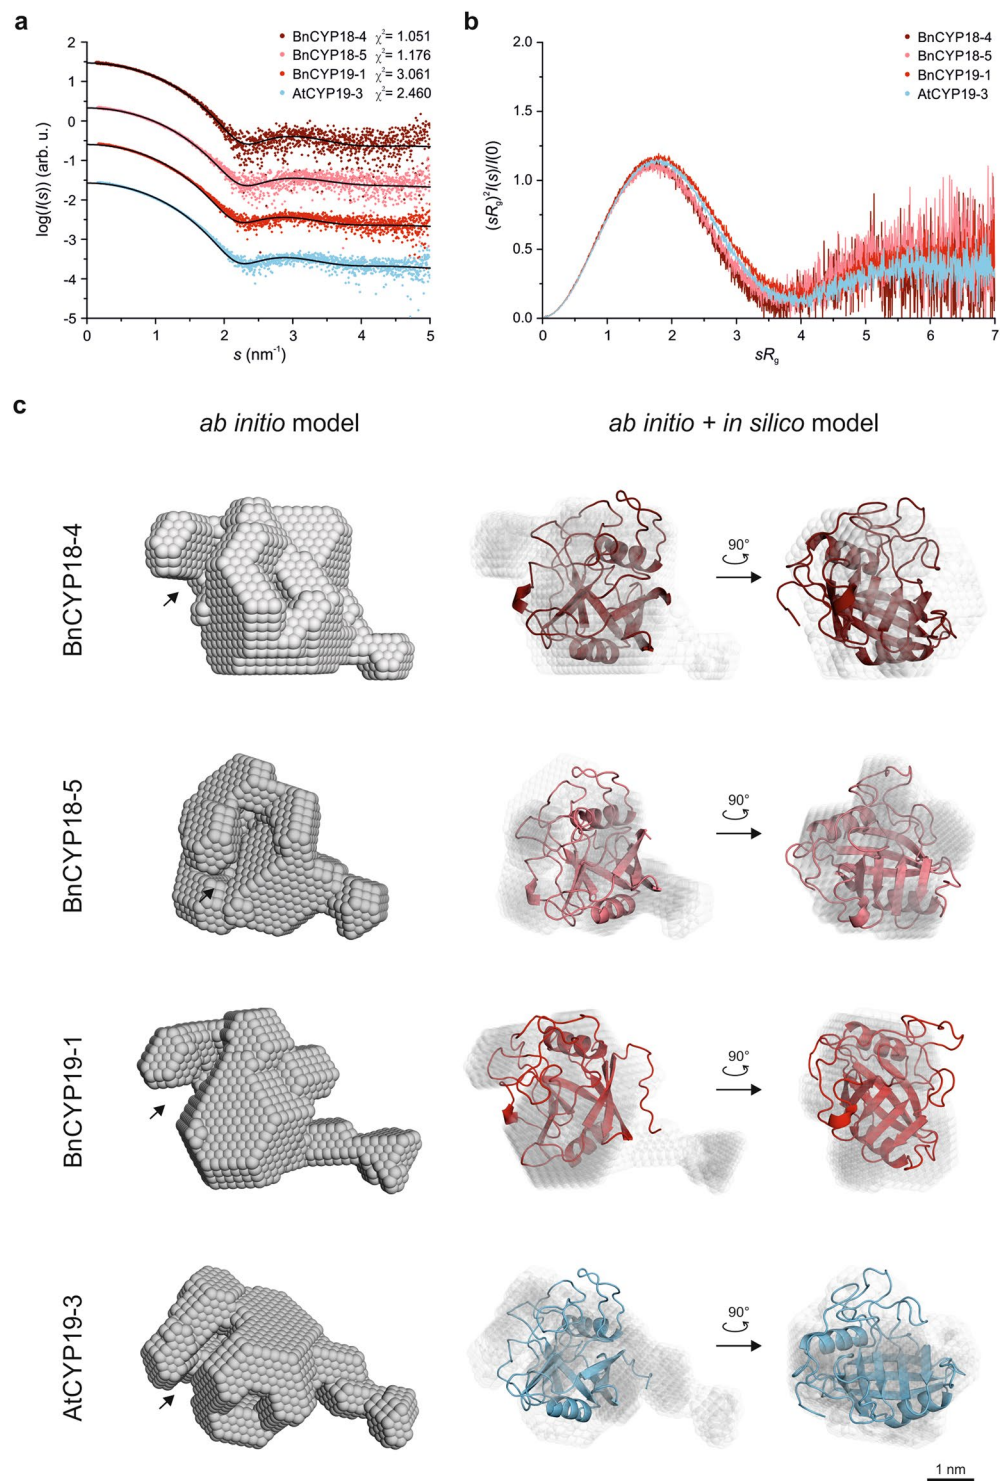 a
BnCYP18-4 χ²= 1.051
BnCYP18-5 χ²= 1.176
BnCYP19-1 χ²= 3.061
AtCYP19-3 χ²= 2.460
2
1
0
-1
-2
-3
-4
-5
log(I(s)) (arb. u.)
0 1 2 3 4 5
s (nm⁻¹)
b
BnCYP18-4
BnCYP18-5
BnCYP19-1
AtCYP19-3
2.0
1.5
1.0
0.5
0.0
(sRg)²I(s)/I(0)
0 1 2 3 4 5 6 7
sRg
c
ab initio model
ab initio + in silico model
BnCYP18-4
90°
BnCYP18-5
90°
BnCYP19-1
90°
AtCYP19-3
90°
1 nm